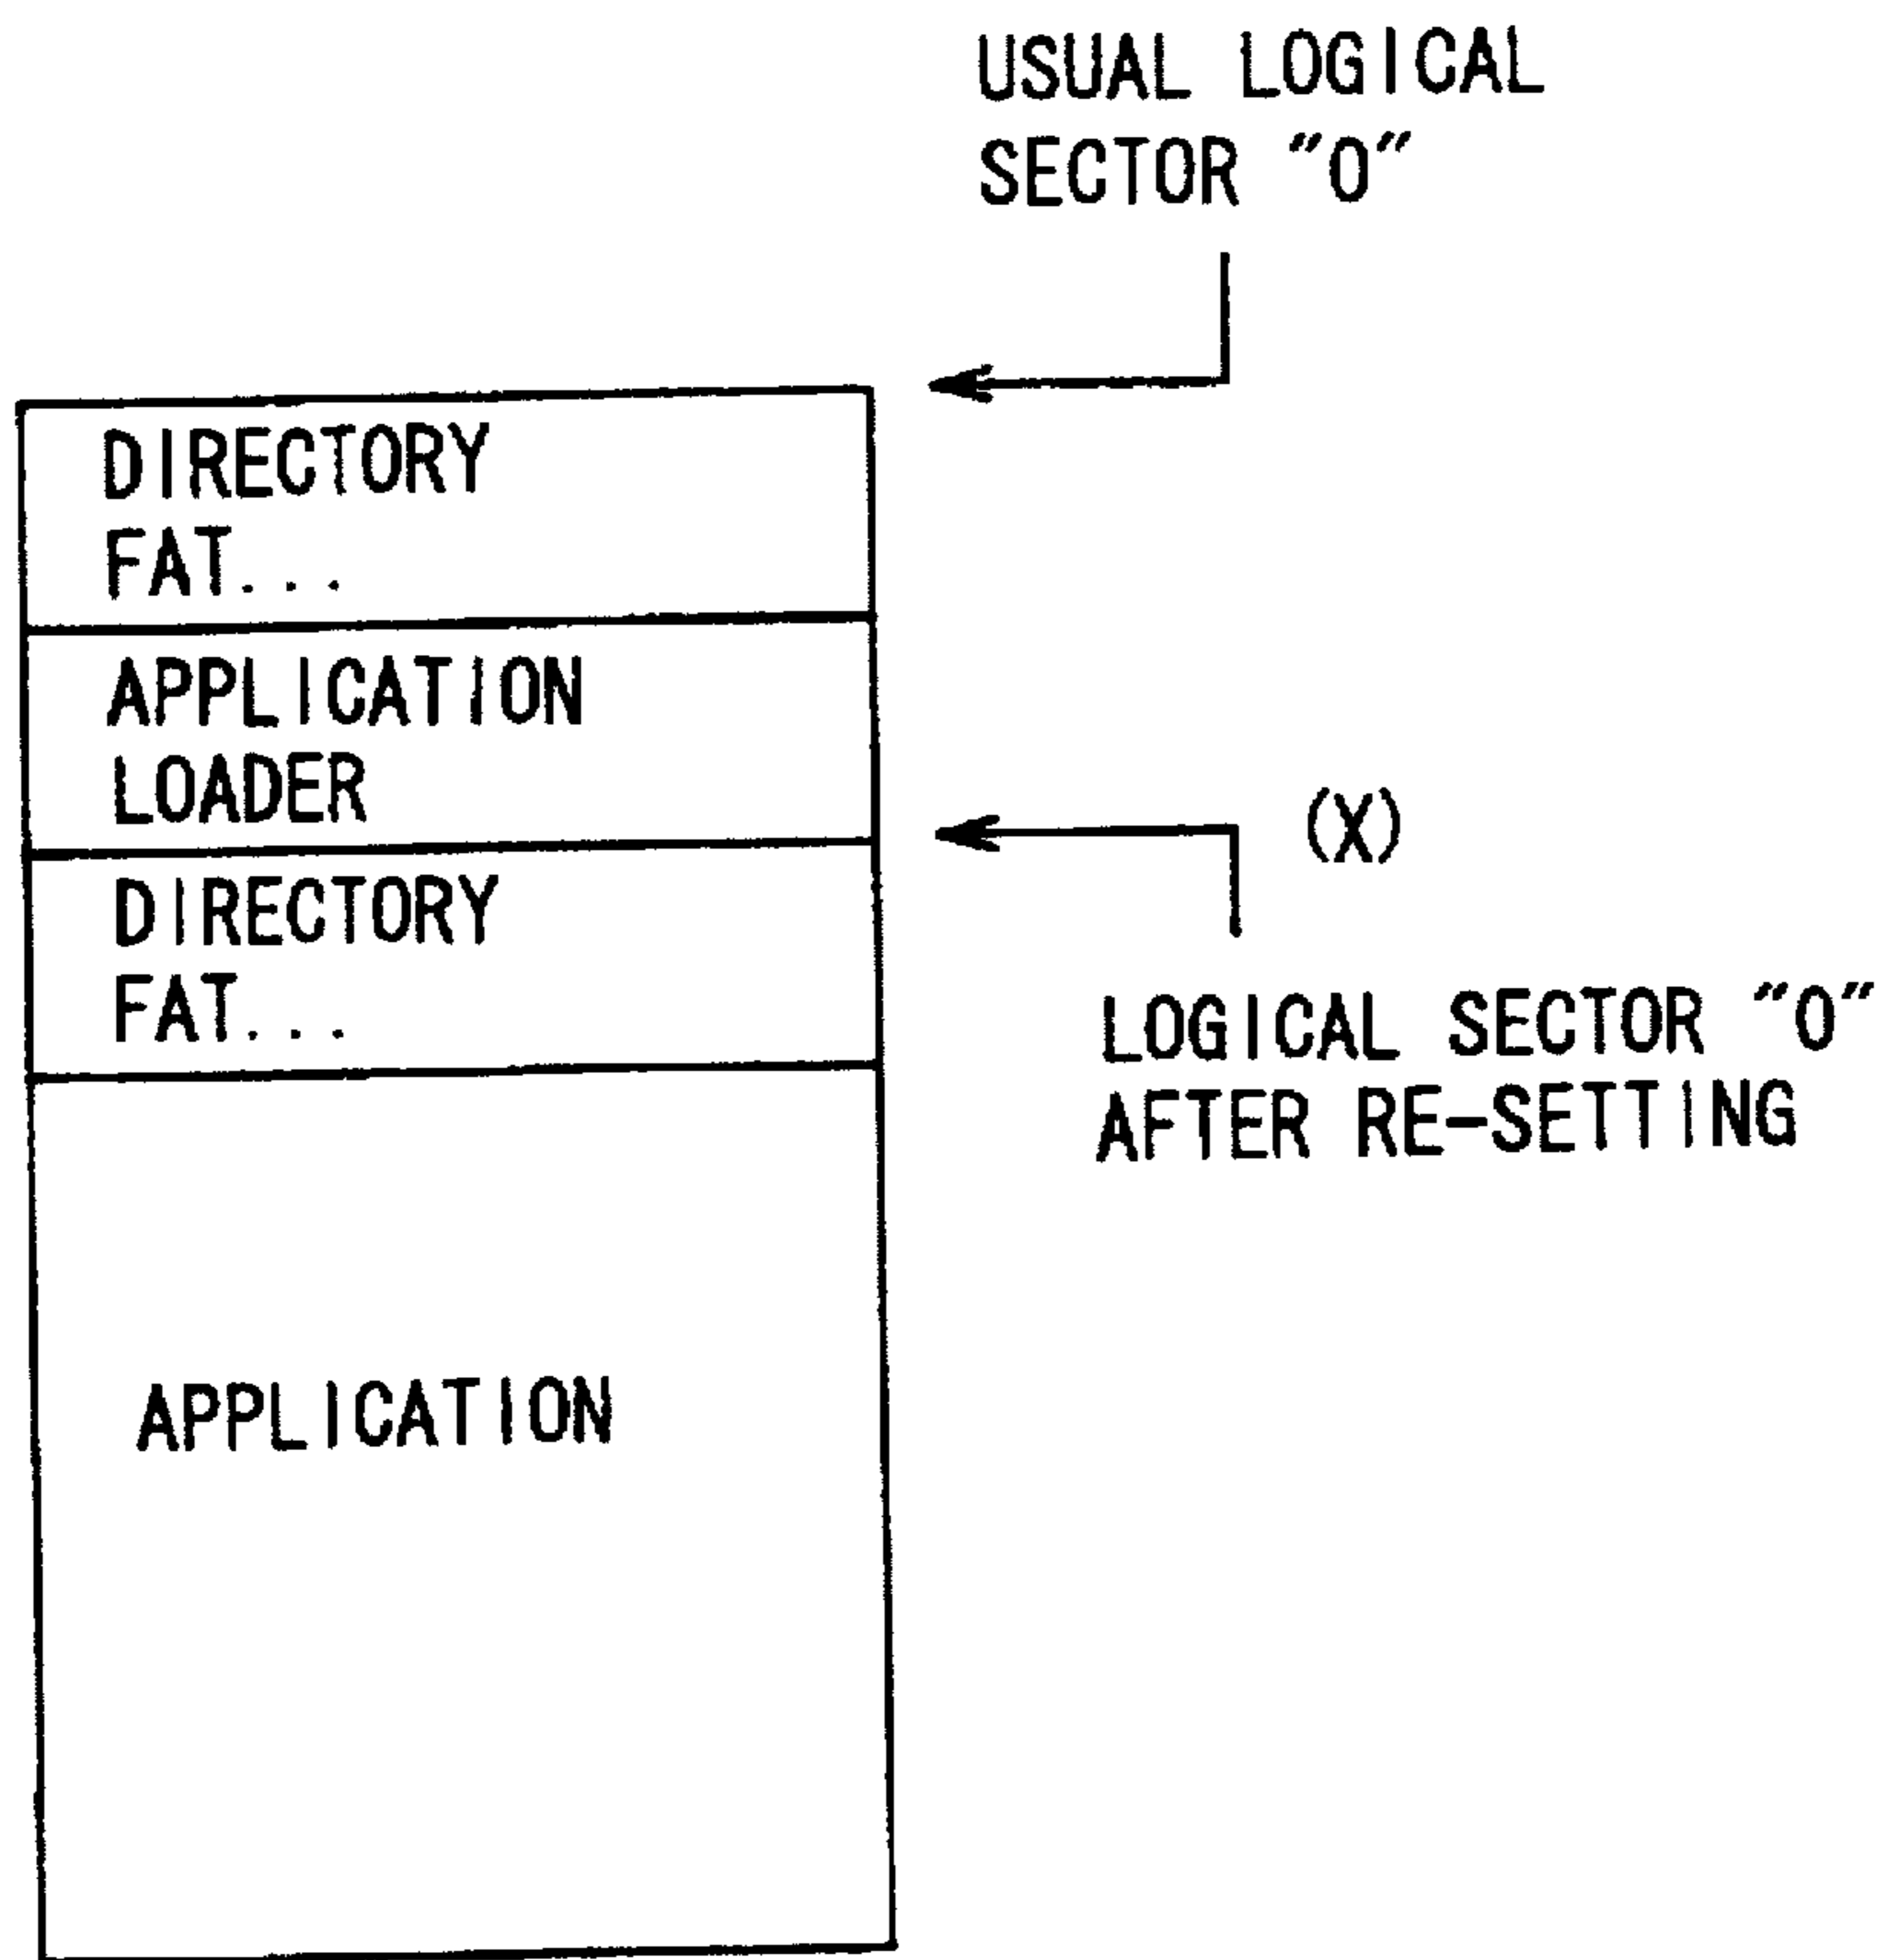 USUAL LOGICAL
SECTOR "0"
DIRECTORY
FAT...
APPLICATION
LOADER
(X)
DIRECTORY
FAT...
LOGICAL SECTOR "0"
AFTER RE-SETTING
APPLICATION